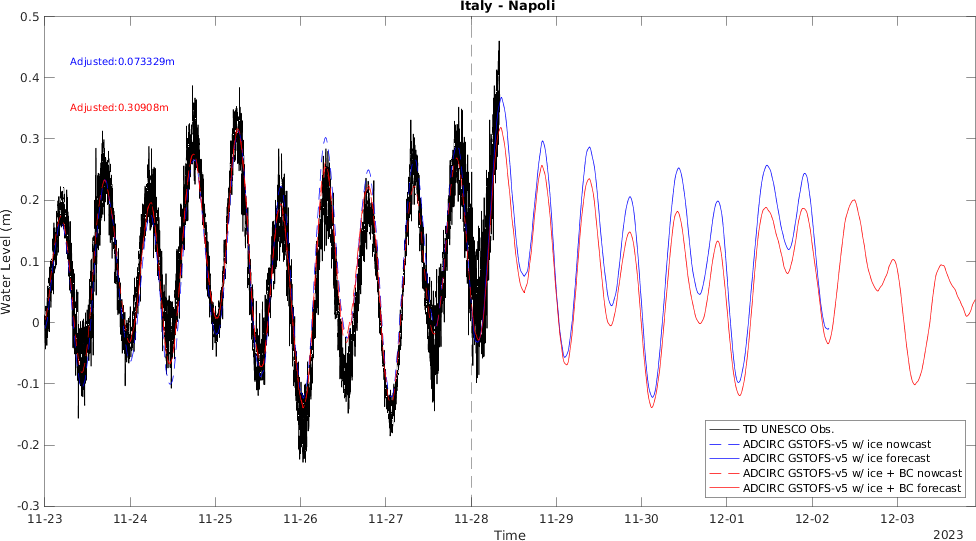 Italy - Napoli
Adjusted:0.073329m
Adjusted:0.30908m
Water Level (m)
0.5
0.4
0.3
0.2
0.1
0
-0.1
-0.2
-0.3
TD UNESCO Obs.
ADCIRC GSTOFS-v5 w/ ice nowcast
ADCIRC GSTOFS-v5 w/ ice forecast
ADCIRC GSTOFS-v5 w/ ice + BC nowcast
ADCIRC GSTOFS-v5 w/ ice + BC forecast
11-23 11-24 11-25 11-26 11-27 11-28 11-29 11-30 12-01 12-02 12-03
Time
2023